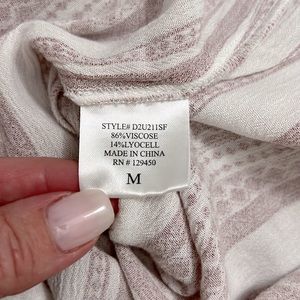 STYLE# D2U211SF
86%VISCOSE
14%LYOCELL
MADE IN CHINA
RN # 129450
M